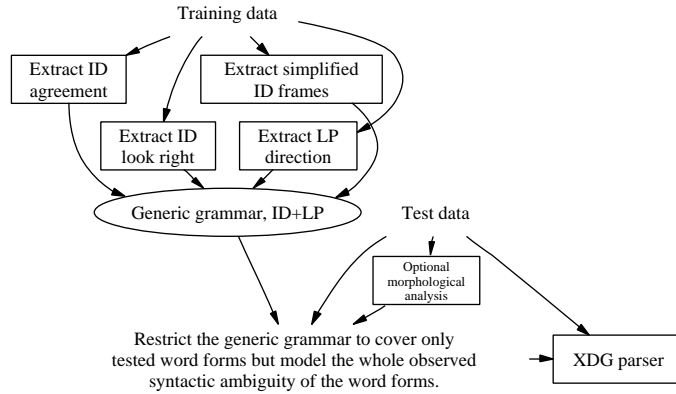 Training data
Extract ID
agreement
Extract simplified
ID frames
Extract ID
look right
Extract LP
direction
Generic grammar, ID+LP
Test data
Optional
morphological
analysis
Restrict the generic grammar to cover only
tested word forms but model the whole observed
syntactic ambiguity of the word forms.
XDG parser